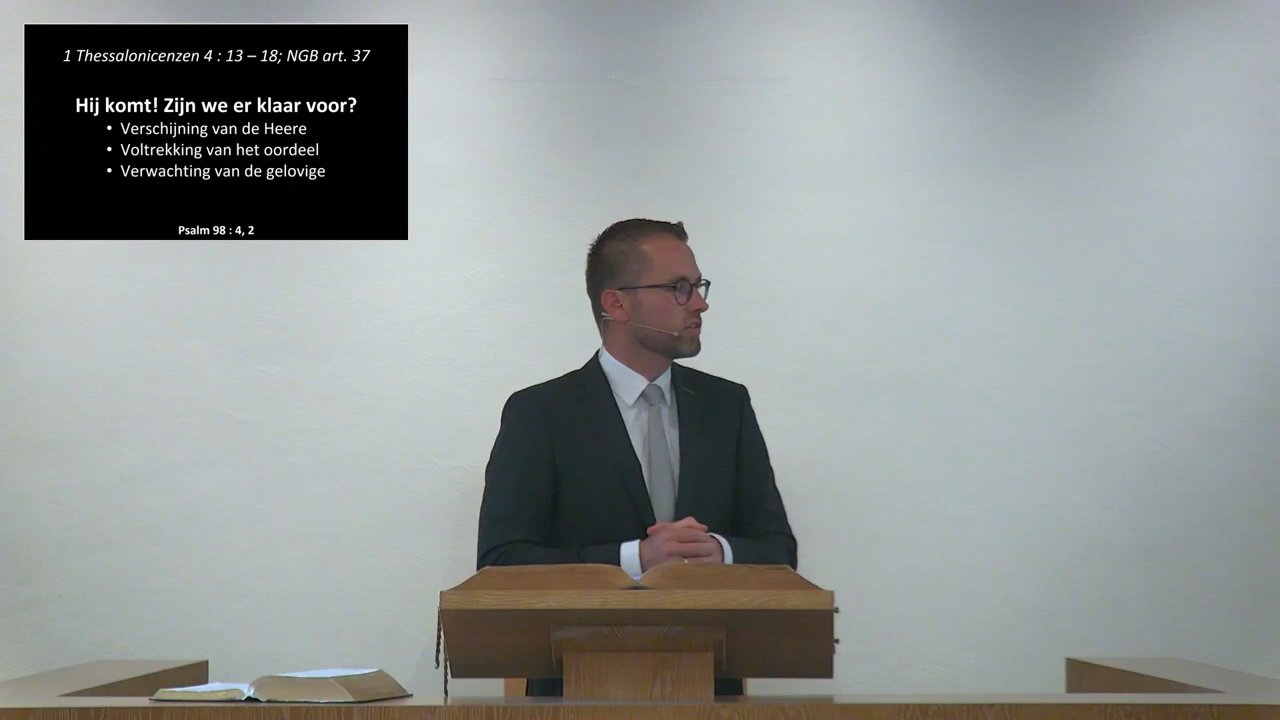 1 Thessalonicenzen 4 : 13 – 18; NGB art. 37
Hij komt! Zijn we er klaar voor?
• Verschijning van de Heere
• Voltrekking van het oordeel
• Verwachting van de gelovige
Psalm 98 : 4, 2